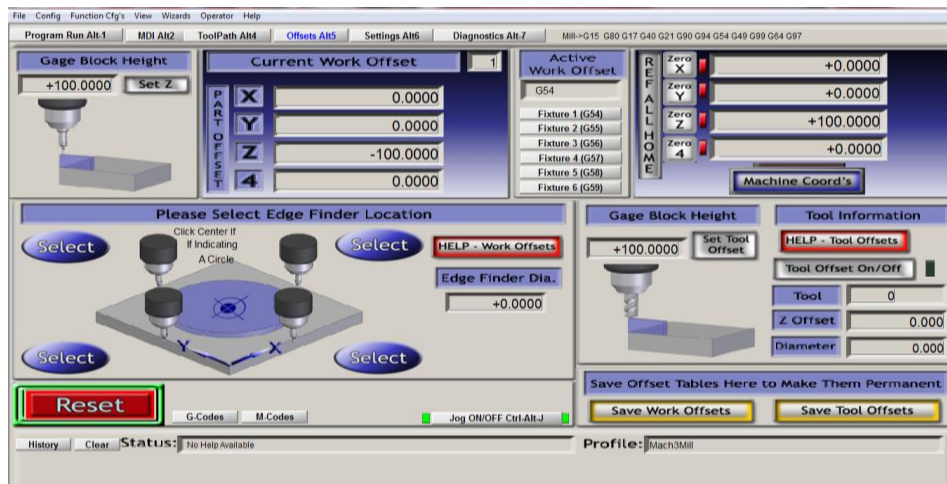 File Config Function Cfg's View Wizards Operator Help
Program Run Alt-1 MDI Alt2 ToolPath Alt4 Offsets Alt5 Settings Alt6 Diagnostics Alt-7 Mill->G15 G80 G17 G40 G21 G90 G94 G54 G49 G99 G64 G97
Gage Block Height
+100.0000 Set Z
Current Work Offset 1
PART OFFSET
X 0.0000
Y 0.0000
Z -100.0000
4 0.0000
Active
Work Offset
G54
Fixture 1 (G54)
Fixture 2 (G55)
Fixture 3 (G56)
Fixture 4 (G57)
Fixture 5 (G58)
Fixture 6 (G59)
REF ALL HOME
Zero X +0.0000
Zero Y +0.0000
Zero Z +100.0000
Zero 4 +0.0000
Machine Coord's
Please Select Edge Finder Location
Select
Click Center If
If Indicating
A Circle
Select
HELP - Work Offsets
Edge Finder Dia.
+0.0000
Y X
Select
Select
Gage Block Height
+100.0000 Set Tool
Offset
Tool Information
HELP - Tool Offsets
Tool Offset On/Off
Tool 0
Z Offset 0.000
Diameter 0.000
Reset
G-Codes M-Codes
Jog ON/OFF Ctrl-Alt-J
Save Offset Tables Here to Make Them Permanent
Save Work Offsets Save Tool Offsets
History Clear Status: No Help Available
Profile: Mach3Mill